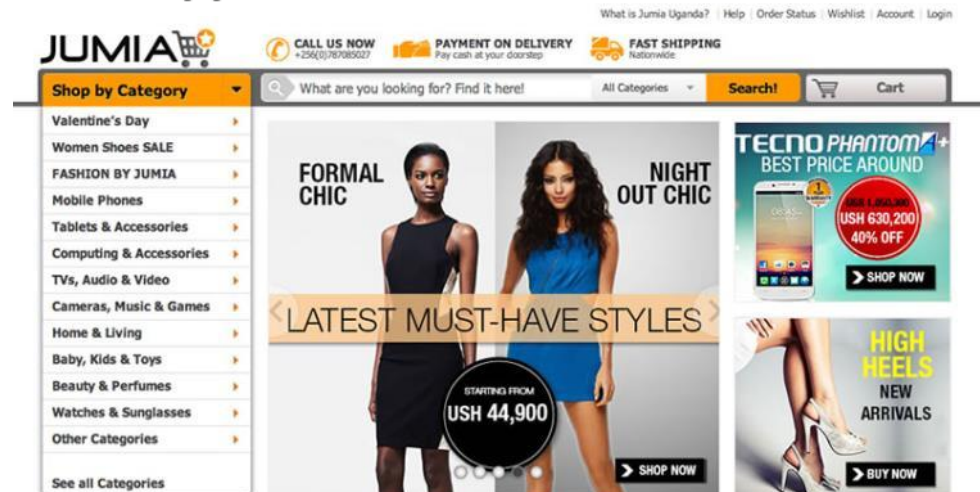 What is Jumia Uganda? Help Order Status Wishlist Account Login
JUMIA
CALL US NOW
+256(0)787085027
PAYMENT ON DELIVERY
Pay cash at your doorstep
FAST SHIPPING
Nationwide
Shop by Category
What are you looking for? Find it here!
All Categories
Search!
Cart
Valentine's Day
Women Shoes SALE
FASHION BY JUMIA
Mobile Phones
Tablets & Accessories
Computing & Accessories
TVs, Audio & Video
Cameras, Music & Games
Home & Living
Baby, Kids & Toys
Beauty & Perfumes
Watches & Sunglasses
Other Categories
See all Categories
FORMAL
CHIC
NIGHT
OUT CHIC
LATEST MUST-HAVE STYLES
STARTING FROM
USH 44,900
SHOP NOW
TECNO PHANTOM A+
BEST PRICE AROUND
USH 630,200
40% OFF
SHOP NOW
HIGH
HEELS
NEW
ARRIVALS
BUY NOW